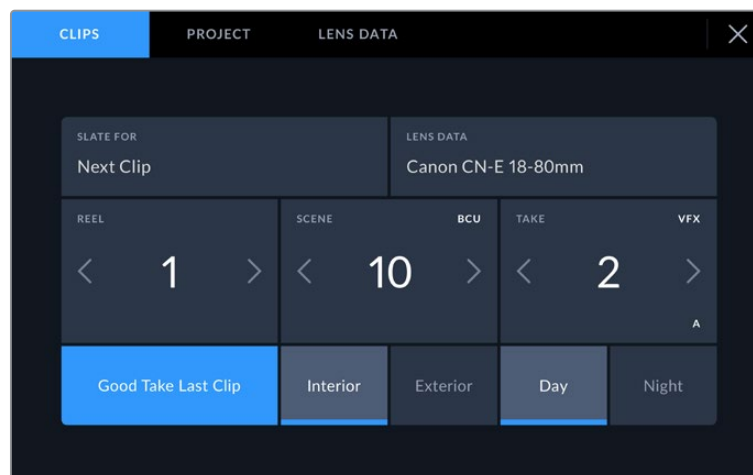 CLIPS PROJECT LENS DATA
SLATE FOR LENS DATA
Next Clip Canon CN-E 18-80mm
REEL SCENE BCU TAKE VFX
1 10 2
A
Good Take Last Clip Interior Exterior Day Night